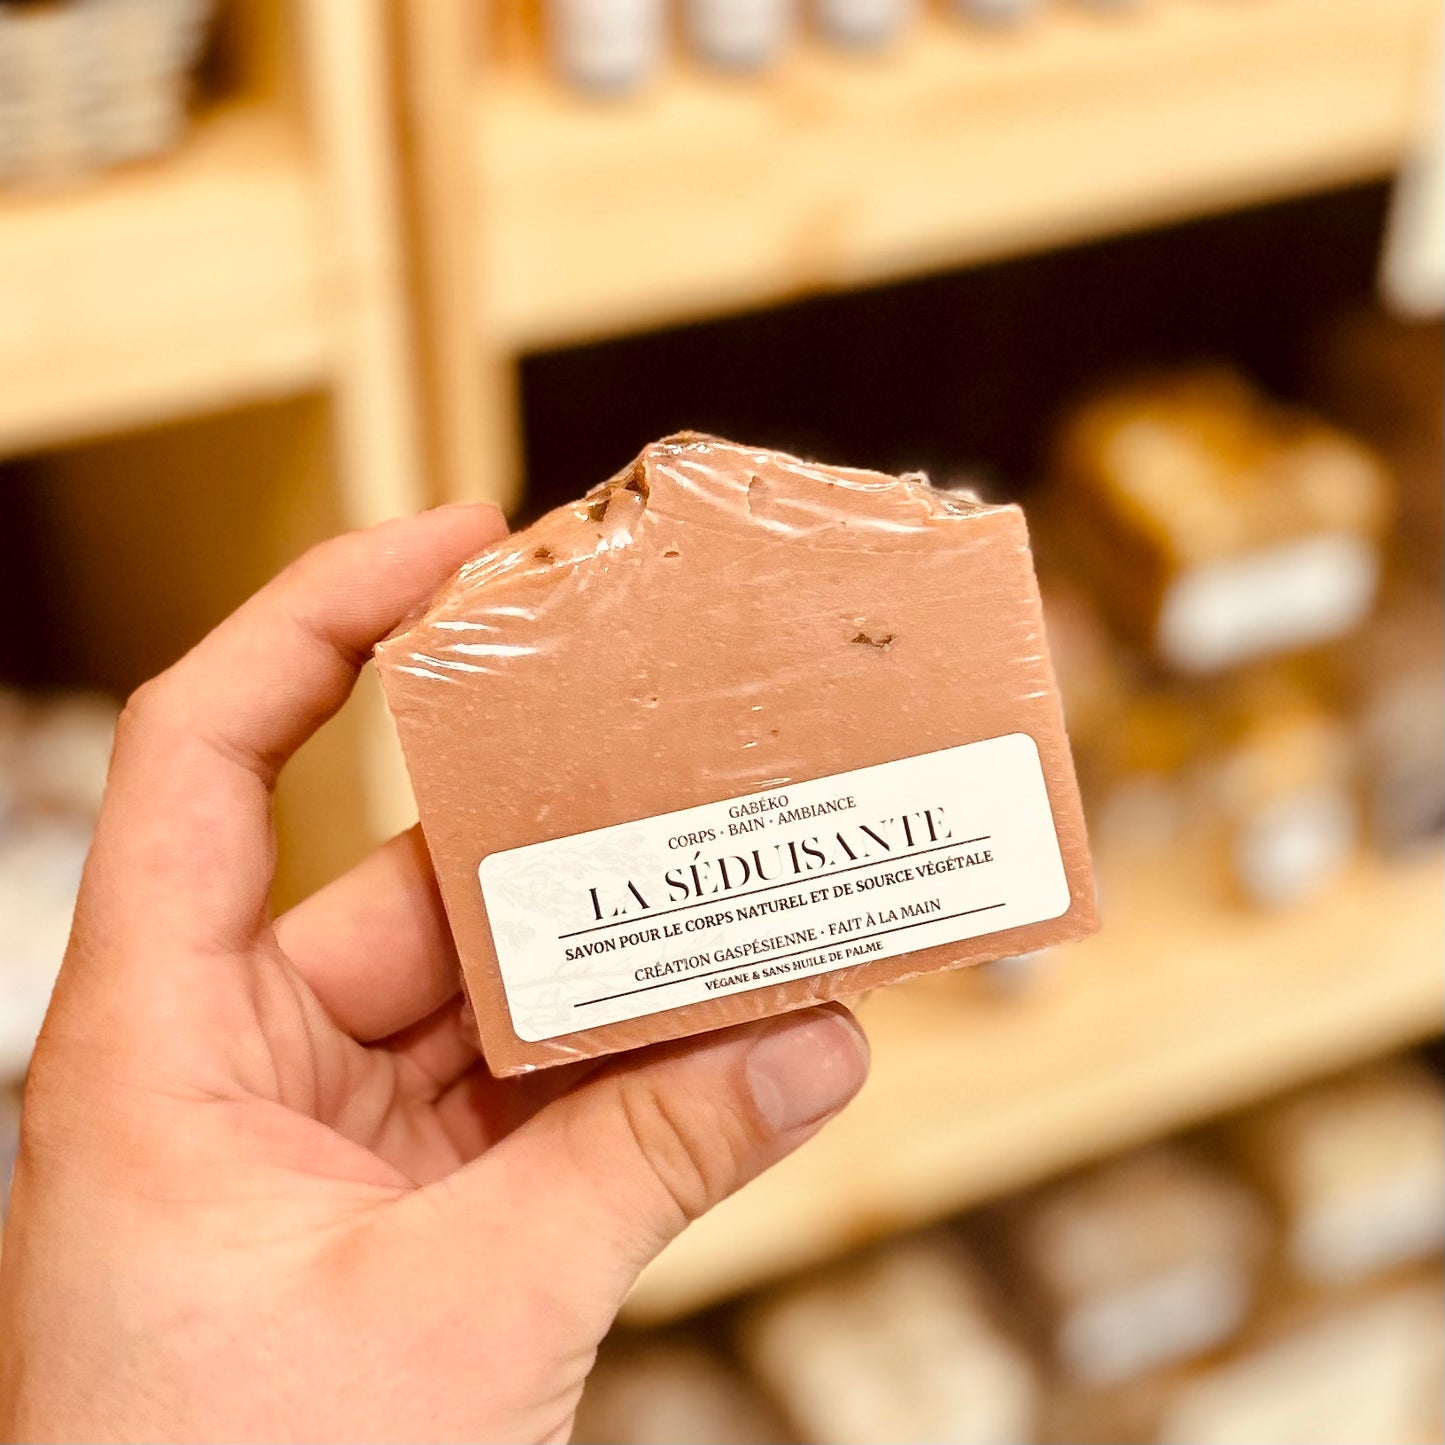 GABÉKO
CORPS • BAIN • AMBIANCE
LA SÉDUISANTE
SAVON POUR LE CORPS NATUREL ET DE SOURCE VÉGÉTALE
CRÉATION GASPÉSIENNE • FAIT À LA MAIN
VÉGANE & SANS HUILE DE PALME